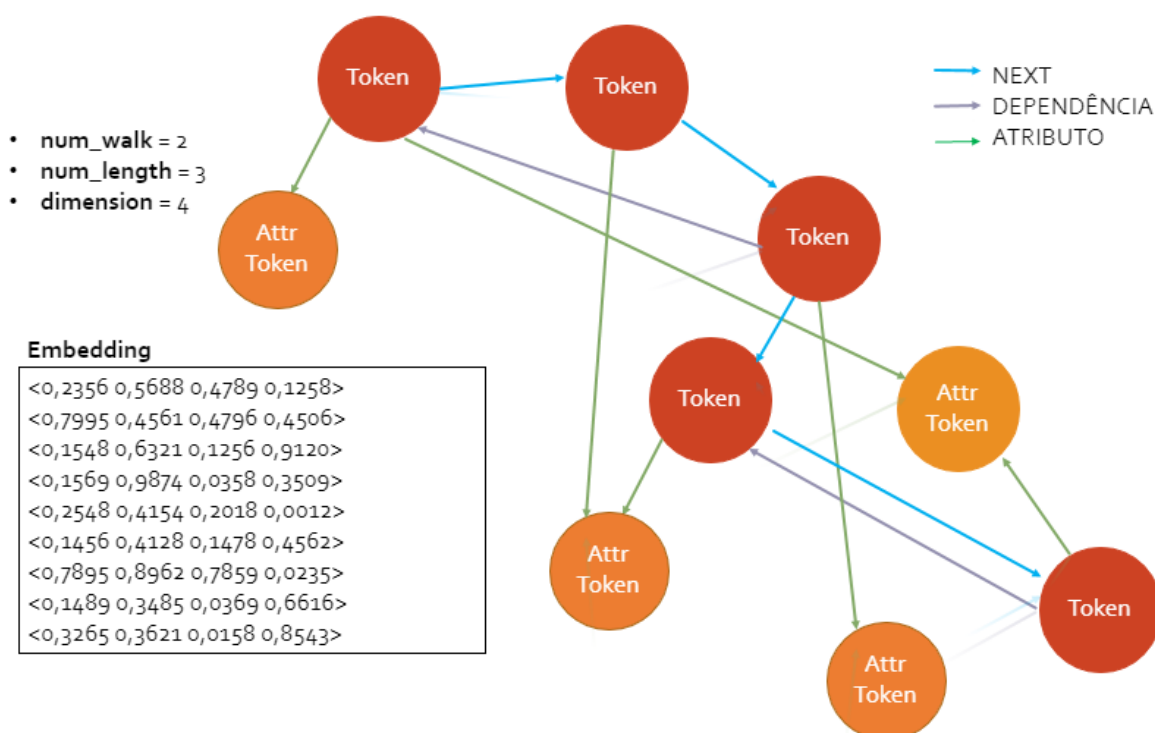 Token
Token
NEXT
DEPENDÊNCIA
ATRIBUTO
• num_walk = 2
• num_length = 3
• dimension = 4
Attr
Token
Token
Embedding
<0,2356 0,5688 0,4789 0,1258>
<0,7995 0,4561 0,4796 0,4506>
<0,1548 0,6321 0,1256 0,9120>
<0,1569 0,9874 0,0358 0,3509>
<0,2548 0,4154 0,2018 0,0012>
<0,1456 0,4128 0,1478 0,4562>
<0,7895 0,8962 0,7859 0,0235>
<0,1489 0,3485 0,0369 0,6616>
<0,3265 0,3621 0,0158 0,8543>
Token
Attr
Token
Attr
Token
Token
Attr
Token